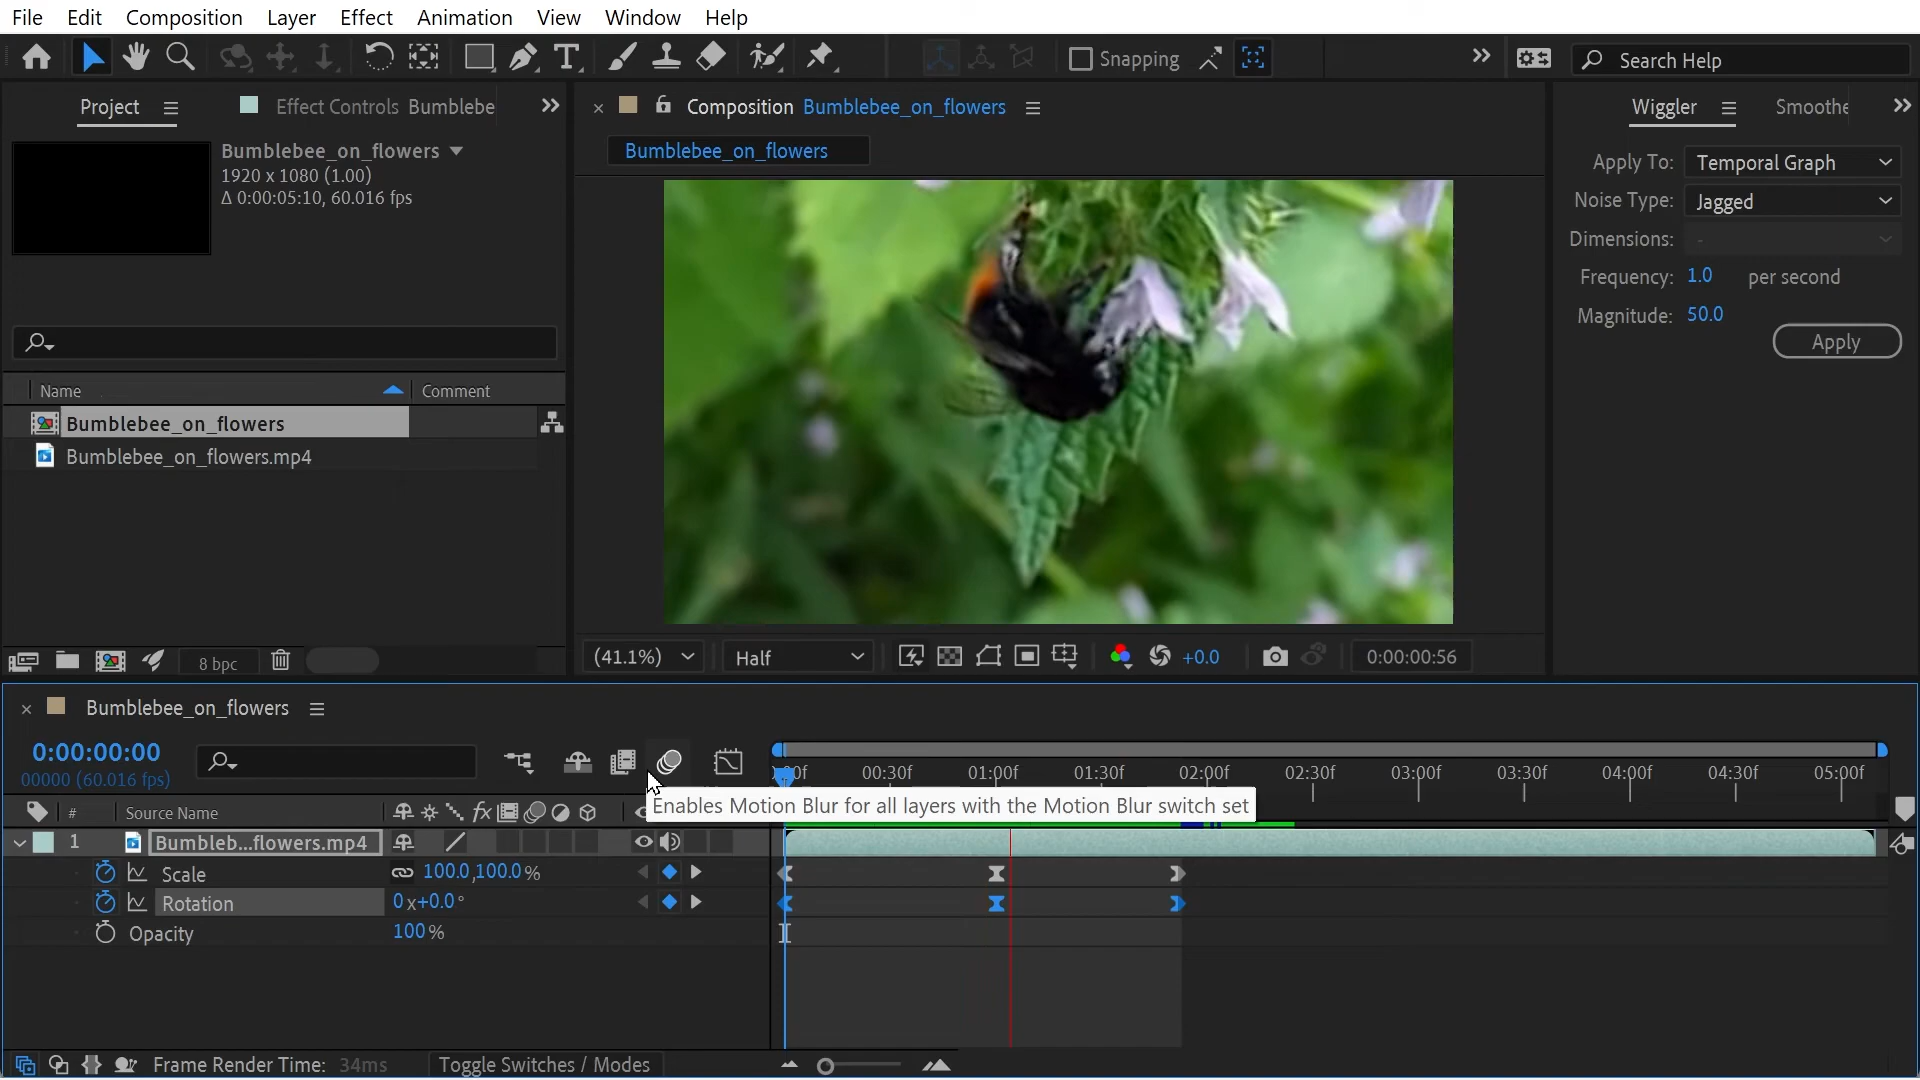 File Edit Composition Layer Effect Animation View Window Help
Snapping
Search Help
Project
Effect Controls Bumblebe
Composition Bumblebee_on_flowers
Wiggler
Smoothe
Bumblebee_on_flowers
1920 x 1080 (1.00)
Δ 0:00:05:10, 60.016 fps
Bumblebee_on_flowers
Apply To: Temporal Graph
Noise Type: Jagged
Dimensions: -
Frequency: 1.0 per second
Magnitude: 50.0
Apply
Name
Comment
Bumblebee_on_flowers
Bumblebee_on_flowers.mp4
8 bpc
(41.1%)
Half
+0.0
0:00:00:56
Bumblebee_on_flowers
0:00:00:00
00000 (60.016 fps)
00f 00:30f 01:00f 01:30f 02:00f 02:30f 03:00f 03:30f 04:00f 04:30f 05:00f
# Source Name
fx
Enables Motion Blur for all layers with the Motion Blur switch set
1 Bumbleb...flowers.mp4
Scale 100.0,100.0%
Rotation 0x+0.0°
Opacity 100%
Frame Render Time: 34ms
Toggle Switches / Modes